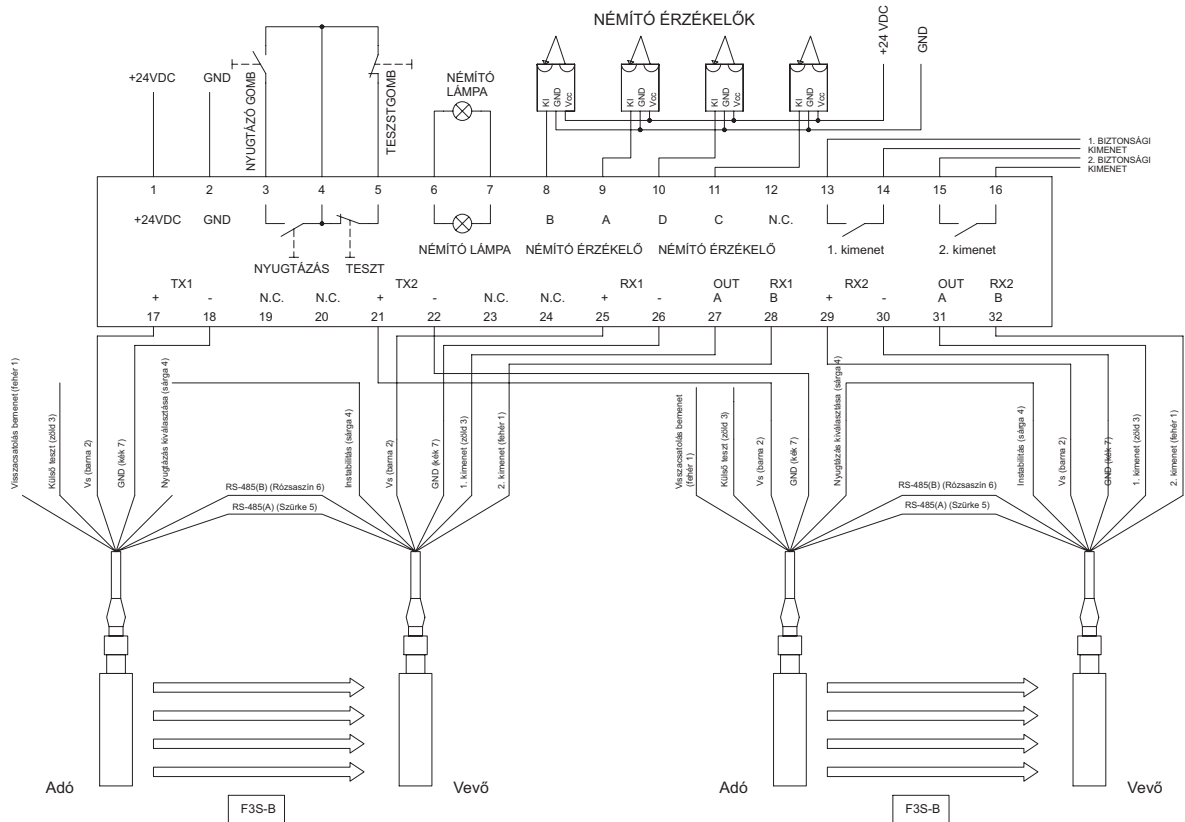 NÉMÍTÓ ÉRZÉKELŐK
+24 VDC
GND
+24VDC
GND
NYUGTÁZÓ GOMB
TESZSTGOMB
NÉMÍTÓ
LÁMPA
KI
GND
Vcc
KI
GND
Vcc
KI
GND
Vcc
KI
GND
Vcc
1. BIZTONSÁGI
KIMENET
2. BIZTONSÁGI
KIMENET
1 2 3 4 5 6 7 8 9 10 11 12 13 14 15 16
+24VDC GND B A D C N.C.
NYUGTÁZÁS TESZT
NÉMÍTÓ LÁMPA NÉMÍTÓ ÉRZÉKELŐ NÉMÍTÓ ÉRZÉKELŐ 1. kimenet 2. kimenet
TX1 TX2 RX1 OUT RX1 RX2 OUT RX2
+ - N.C. N.C. + - N.C. N.C. + - A B + - A B
17 18 19 20 21 22 23 24 25 26 27 28 29 30 31 32
Visszacsatolás bemenet (fehér 1)
Külső teszt (zöld 3)
Vs (barna 2)
GND (kék 7)
Nyugtázás kiválasztása (sárga 4)
RS-485(B) (Rózsaszín 6)
RS-485(A) (Szürke 5)
Instabilitás (sárga 4)
Vs (barna 2)
GND (kék 7)
1. kimenet (zöld 3)
2. kimenet (fehér 1)
Visszacsatolás bemenet
(fehér 1)
Külső teszt (zöld 3)
Vs (barna 2)
GND (kék 7)
Nyugtázás kiválasztása (sárga 4)
RS-485(B) (Rózsaszín 6)
RS-485(A) (Szürke 5)
Instabilitás (sárga 4)
Vs (barna 2)
GND (kék 7)
1. kimenet (zöld 3)
2. kimenet (fehér 1)
Adó
Vevő
Adó
Vevő
F3S-B
F3S-B